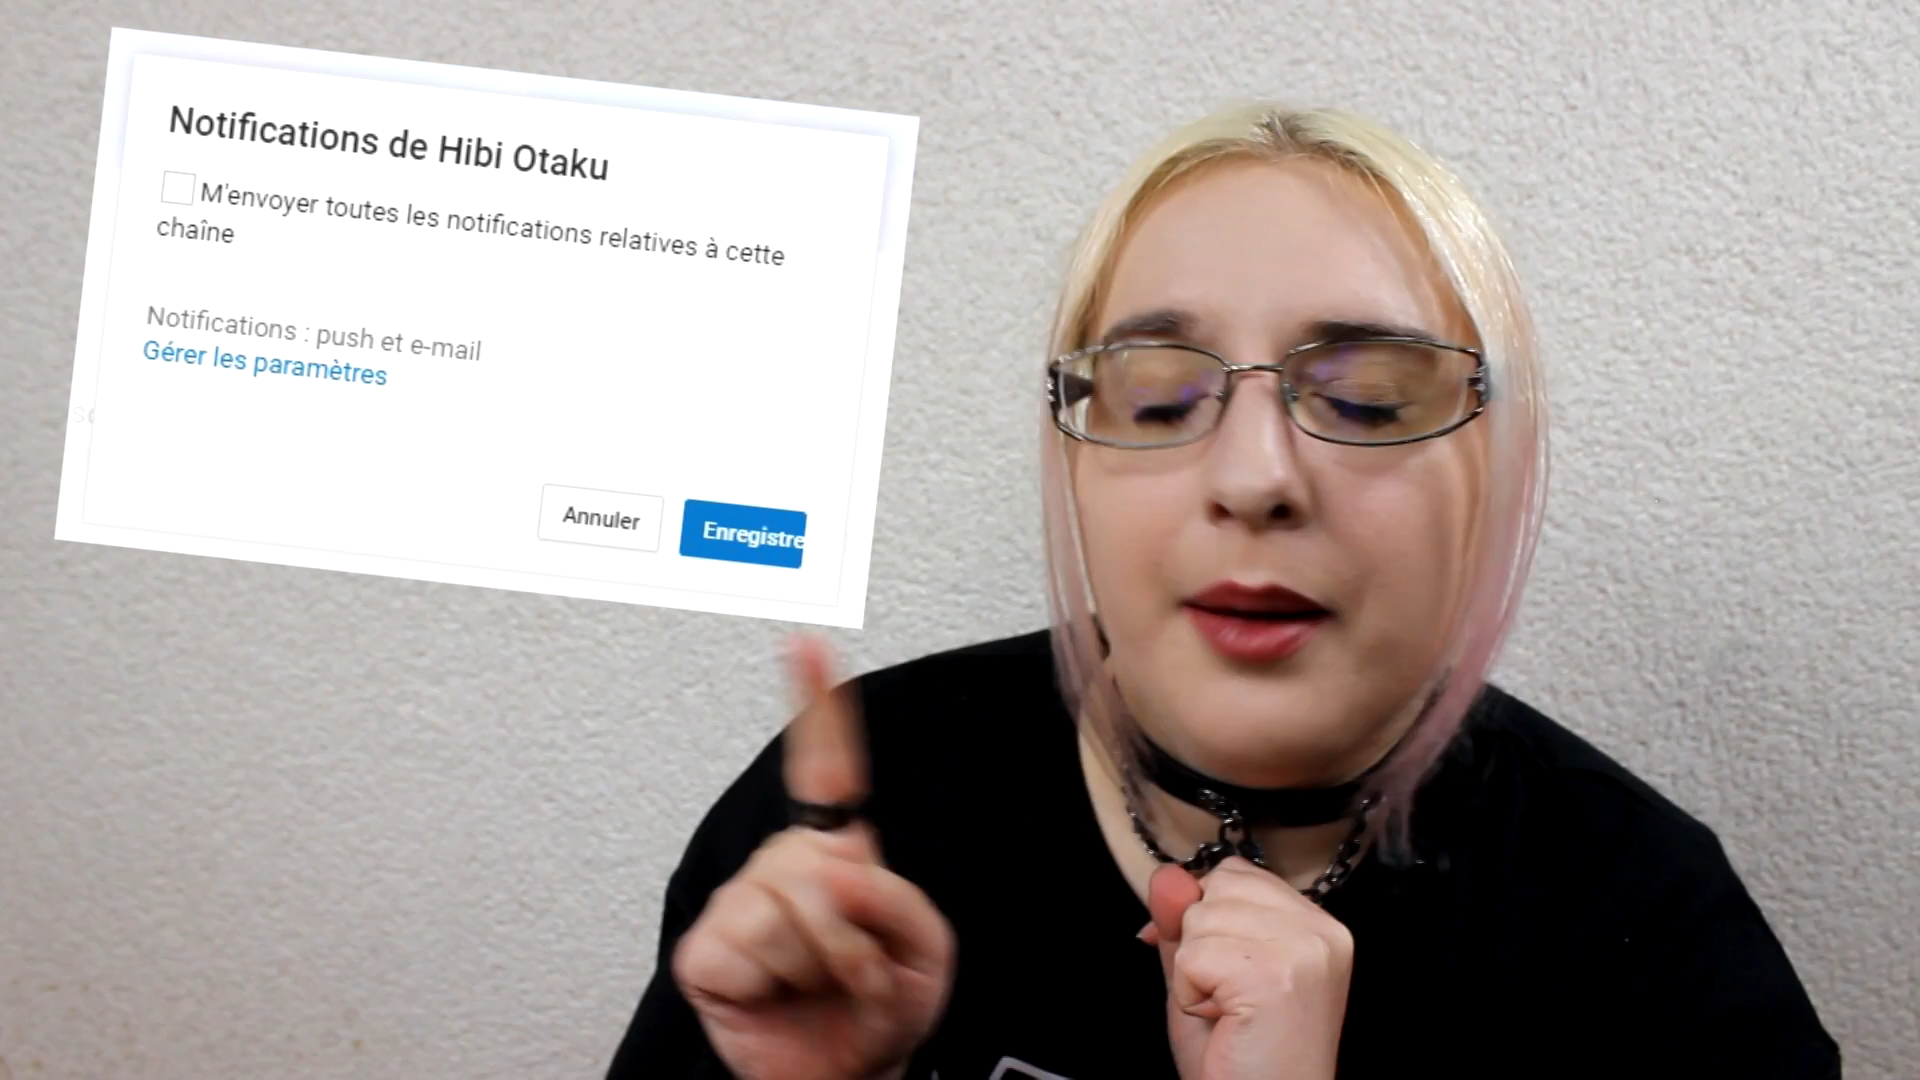 Notifications de Hibi Otaku
M'envoyer toutes les notifications relatives à cette
chaîne
Notifications : push et e-mail
Gérer les paramètres
Annuler
Enregistre